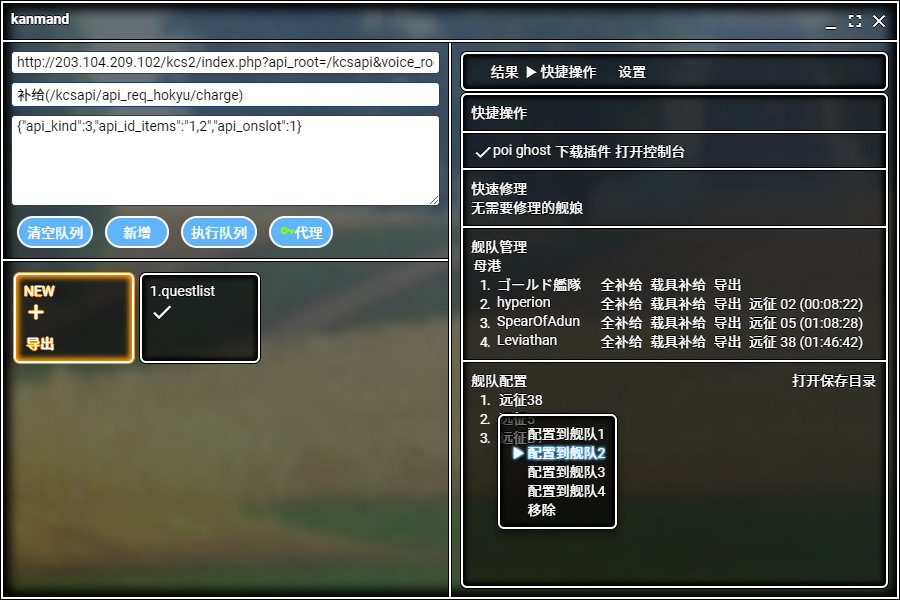 kanmand
http://203.104.209.102/kcs2/index.php?api_root=/kcsapi&voice_ro
补给(/kcsapi/api_req_hokyu/charge)
{"api_kind":3,"api_id_items":"1,2","api_onslot":1}
清空队列 新增 执行队列 代理
NEW
导出
1.questlist
结果 ▶快捷操作 设置
快捷操作
poi ghost 下载插件 打开控制台
快速修理
无需要修理的舰娘
舰队管理
母港
1. ゴールド艦隊 全补给 载具补给 导出
2. hyperion 全补给 载具补给 导出 远征 02 (00:08:22)
3. SpearOfAdun 全补给 载具补给 导出 远征 05 (01:08:28)
4. Leviathan 全补给 载具补给 导出 远征 38 (01:46:42)
舰队配置 打开保存目录
1. 远征38
2. 远征5
3. 远征
配置到舰队1
▶配置到舰队2
配置到舰队3
配置到舰队4
移除